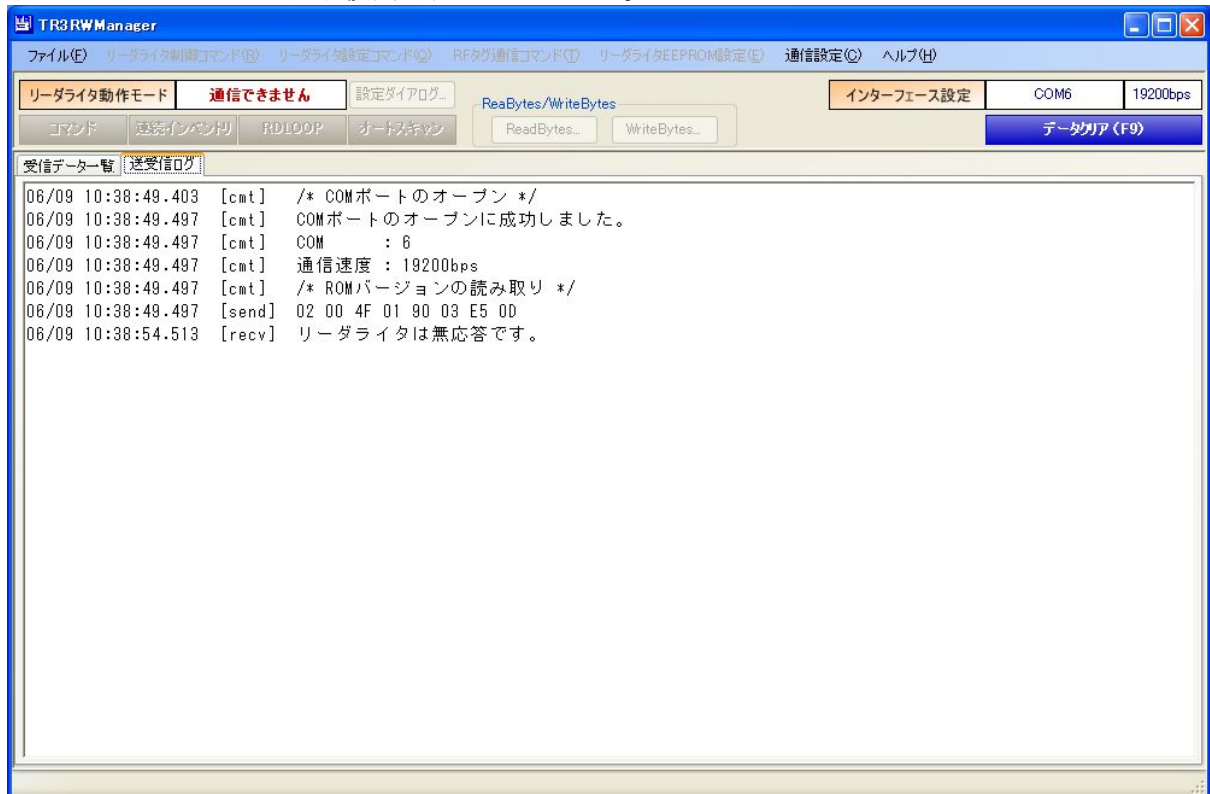 TR3RWManager
ファイル(F) リーダライタ制御コマンド(R) リーダライタ設定コマンド(O) RFタグ通信コマンド(T) リーダライタEEPROM設定(E) 通信設定(C) ヘルプ(H)
リーダライタ動作モード 通信できません 設定ダイアログ... ReaBytes/WriteBytes インターフェース設定 COM6 19200bps
コマンド 連続インベントリ RDLOOP オートスキャン ReadBytes... WriteBytes... データクリア(F9)
受信データ一覧 送受信ログ
06/09 10:38:49.403 [cmt] /* COMポートのオープン */
06/09 10:38:49.497 [cmt] COMポートのオープンに成功しました。
06/09 10:38:49.497 [cmt] COM : 6
06/09 10:38:49.497 [cmt] 通信速度 : 19200bps
06/09 10:38:49.497 [cmt] /* ROMバージョンの読み取り */
06/09 10:38:49.497 [send] 02 00 4F 01 90 03 E5 0D
06/09 10:38:54.513 [recv] リーダライタは無応答です。